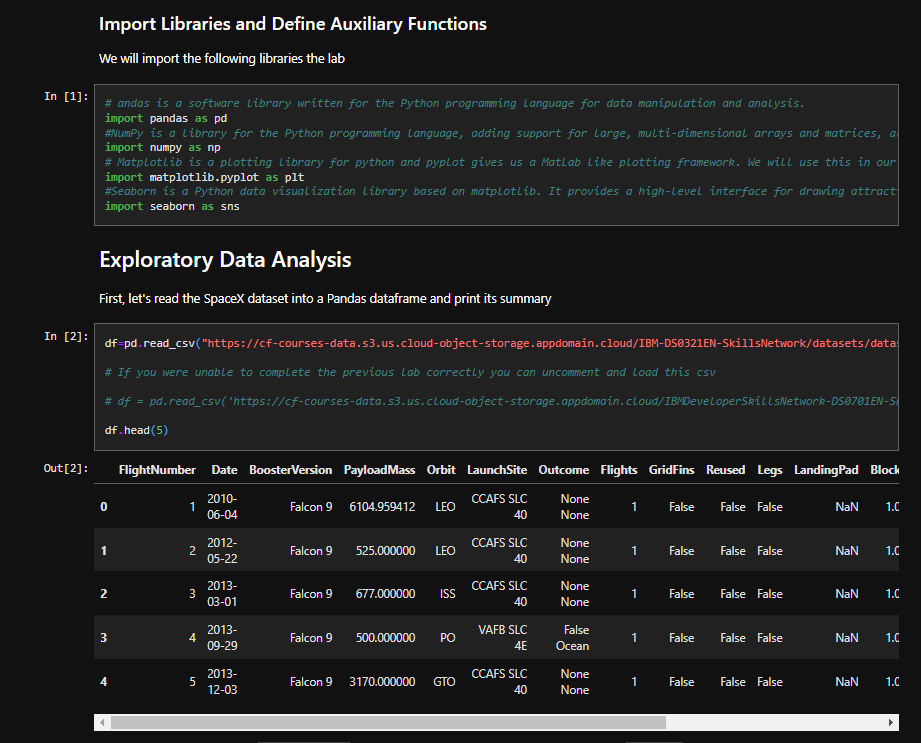 Import Libraries and Define Auxiliary Functions
We will import the following libraries the lab
In [1]:
# andas is a software library written for the Python programming language for data manipulation and analysis.
import pandas as pd
#NumPy is a library for the Python programming language, adding support for large, multi-dimensional arrays and matrices,
import numpy as np
# Matplotlib is a plotting library for python and pyplot gives us a MatLab like plotting framework. We will use this in our
import matplotlib.pyplot as plt
#Seaborn is a Python data visualization library based on matplotlib. It provides a high-level interface for drawing
import seaborn as sns
Exploratory Data Analysis
First, let's read the SpaceX dataset into a Pandas dataframe and print its summary
In [2]:
df=pd.read_csv("https://cf-courses-data.s3.us.cloud-object-storage.appdomain.cloud/IBM-DS0321EN-SkillsNetwork/datasets/
# If you were unable to complete the previous lab correctly you can uncomment and load this csv
# df = pd.read_csv('https://cf-courses-data.s3.us.cloud-object-storage.appdomain.cloud/IBMDeveloperSkillsNetwork-DS0701EN-
df.head(5)
Out[2]:
FlightNumber Date BoosterVersion PayloadMass Orbit LaunchSite Outcome Flights GridFins Reused Legs LandingPad Block
0 1 2010-06-04 Falcon 9 6104.959412 LEO CCAFS SLC 40 None None 1 False False False NaN 1.0
1 2 2012-05-22 Falcon 9 525.000000 LEO CCAFS SLC 40 None None 1 False False False NaN 1.0
2 3 2013-03-01 Falcon 9 677.000000 ISS CCAFS SLC 40 None None 1 False False False NaN 1.0
3 4 2013-09-29 Falcon 9 500.000000 PO VAFB SLC 4E False Ocean 1 False False False NaN 1.0
4 5 2013-12-03 Falcon 9 3170.000000 GTO CCAFS SLC 40 None None 1 False False False NaN 1.0